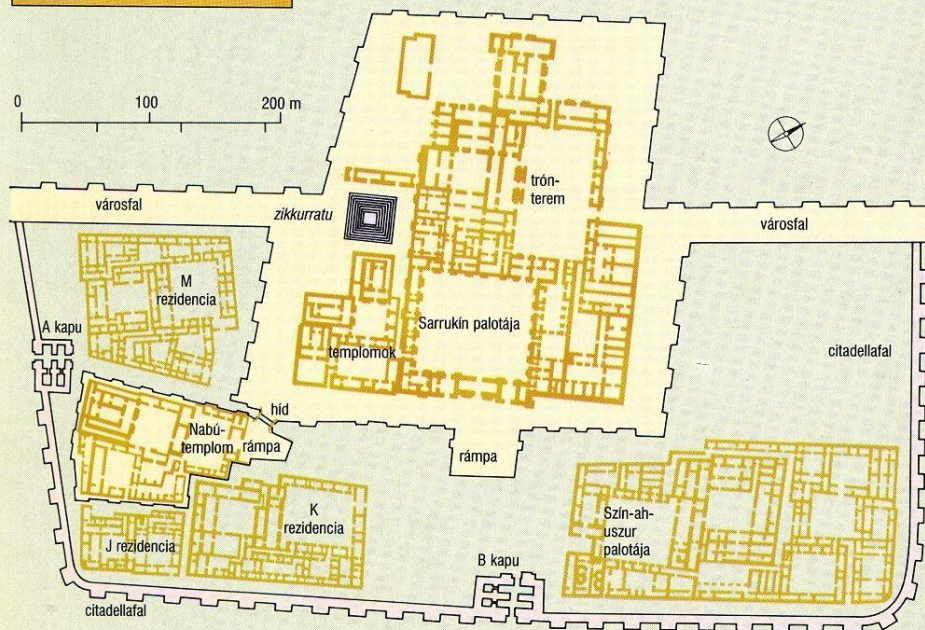 0 100 200 m
városfal
zikkurratu
trón-
terem
városfal
M
rezidencia
A kapu
Sarrukín palotája
templomok
citadellafal
híd
Nabú-
templom
rámpa
rámpa
K
rezidencia
Szín-ah-
uszur
palotája
J rezidencia
B kapu
citadellafal